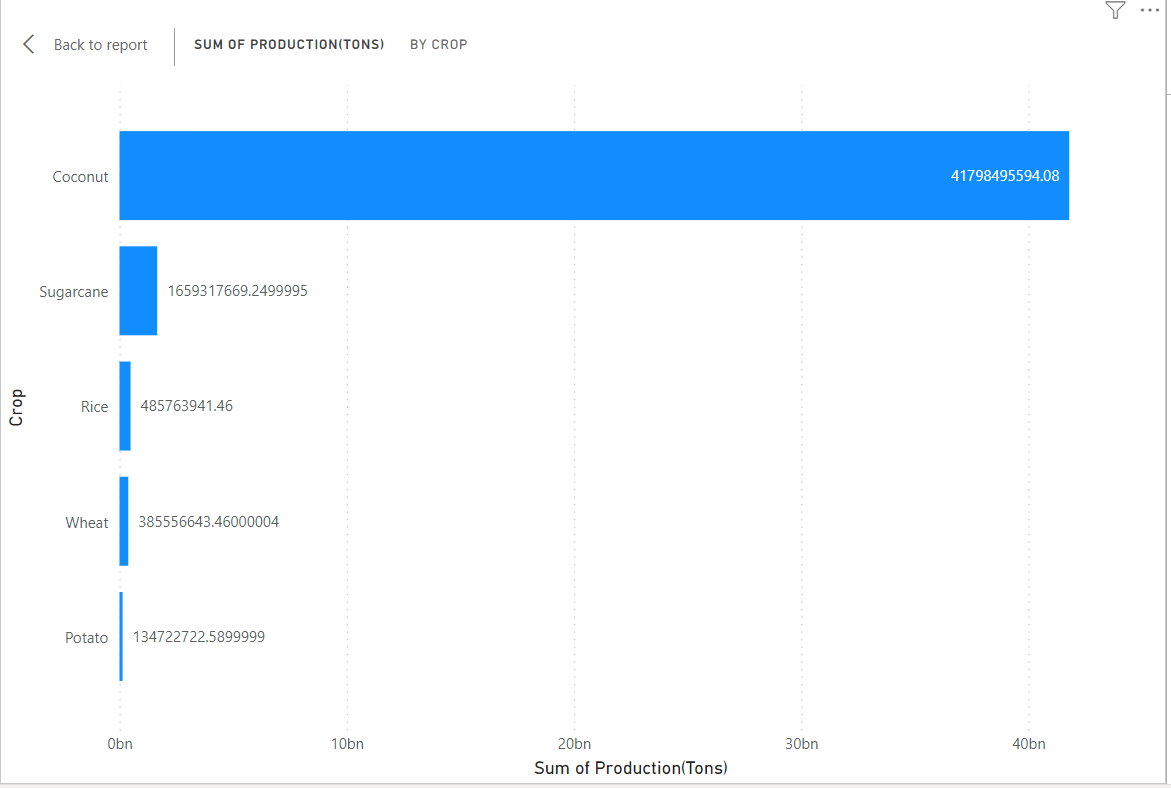 Back to report
SUM OF PRODUCTION(TONS) BY CROP
Coconut 41798495594.08
Sugarcane 1659317669.2499995
Rice 485763941.46
Crop
Wheat 385556643.46000004
Potato 134722722.5899999
0bn 10bn 20bn 30bn 40bn
Sum of Production(Tons)